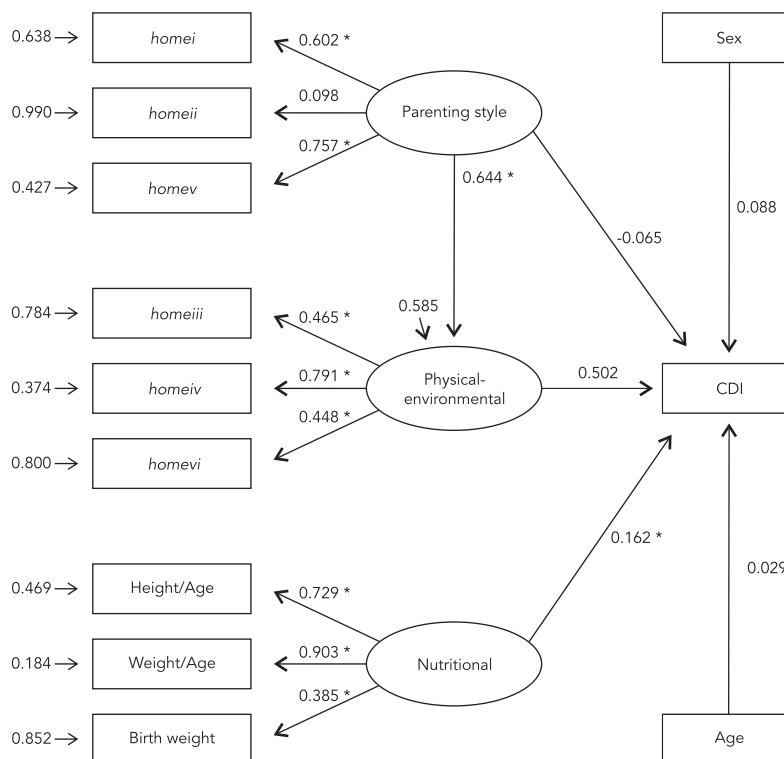 0.638
homei
0.602 *
Sex
0.990
homeii
0.098
Parenting style
0.427
homev
0.757 *
0.644 *
-0.065
0.088
0.784
homeiii
0.465 *
0.585
0.374
homeiv
0.791 *
Physical-
environmental
0.502
CDI
0.800
homevi
0.448 *
0.162 *
0.469
Height/Age
0.729 *
0.029
0.184
Weight/Age
0.903 *
Nutritional
0.852
Birth weight
0.385 *
Age